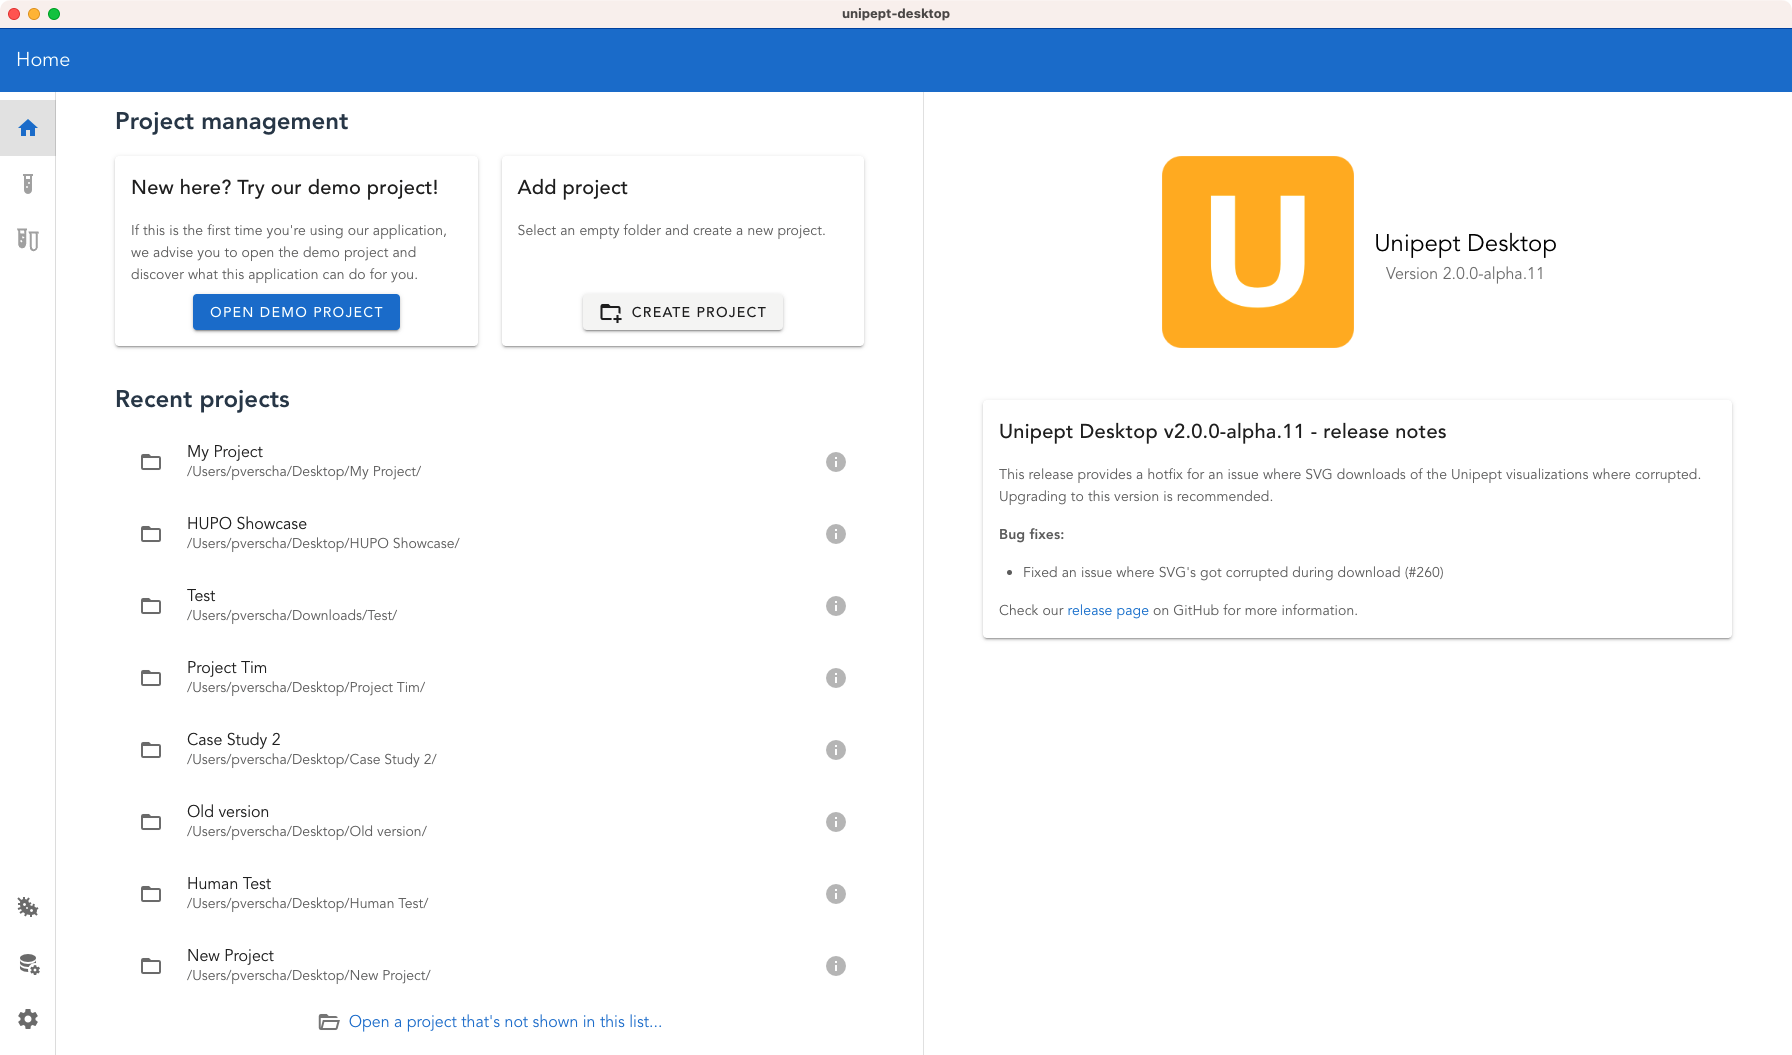 unipept-desktop
Home
Project management
New here? Try our demo project!
If this is the first time you're using our application,
we advise you to open the demo project and
discover what this application can do for you.
OPEN DEMO PROJECT
Add project
Select an empty folder and create a new project.
CREATE PROJECT
Recent projects
My Project
/Users/pverscha/Desktop/My Project/
HUPO Showcase
/Users/pverscha/Desktop/HUPO Showcase/
Test
/Users/pverscha/Downloads/Test/
Project Tim
/Users/pverscha/Desktop/Project Tim/
Case Study 2
/Users/pverscha/Desktop/Case Study 2/
Old version
/Users/pverscha/Desktop/Old version/
Human Test
/Users/pverscha/Desktop/Human Test/
New Project
/Users/pverscha/Desktop/New Project/
Open a project that's not shown in this list...
U
Unipept Desktop
Version 2.0.0-alpha.11
Unipept Desktop v2.0.0-alpha.11 - release notes
This release provides a hotfix for an issue where SVG downloads of the Unipept visualizations where corrupted.
Upgrading to this version is recommended.
Bug fixes:
• Fixed an issue where SVG's got corrupted during download (#260)
Check our release page on GitHub for more information.